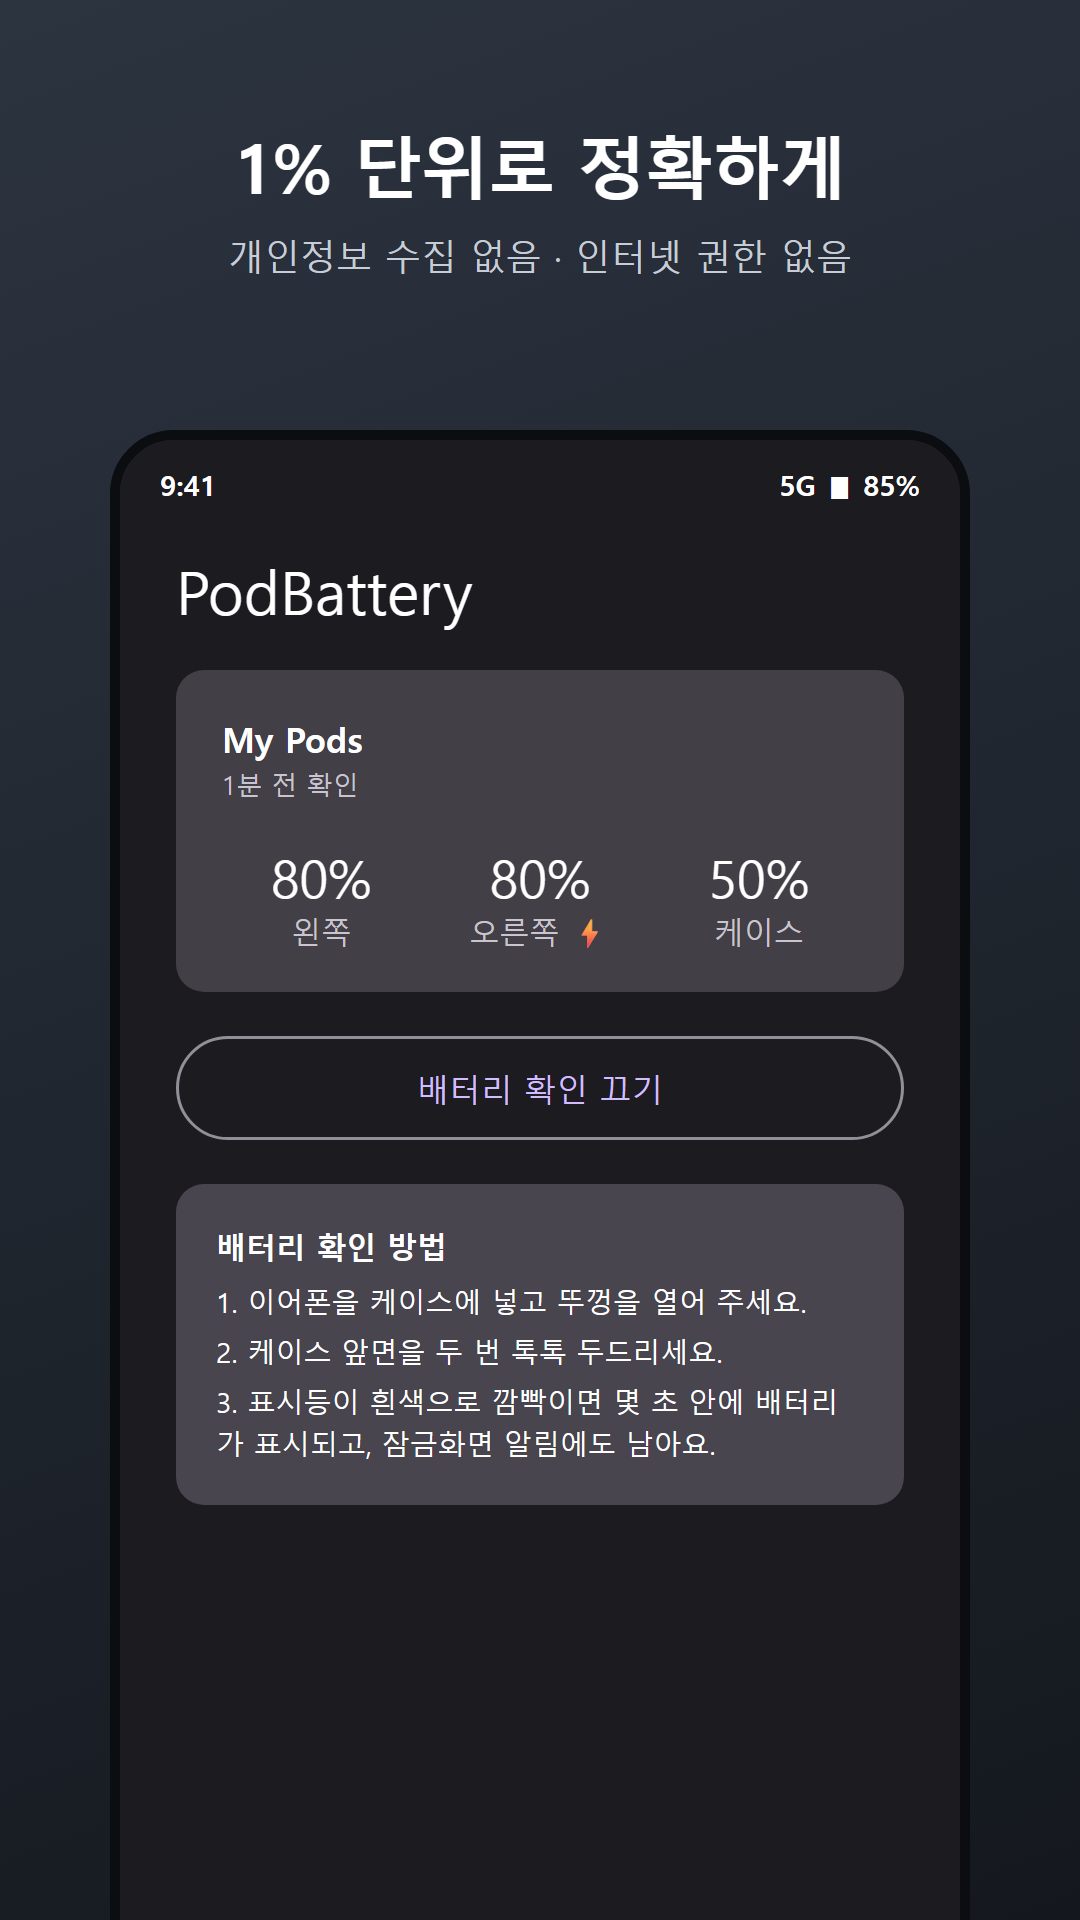 1% 단위로 정확하게
개인정보 수집 없음 · 인터넷 권한 없음
9:41
5G 85%
PodBattery
My Pods
1분 전 확인
80% 80% 50%
왼쪽 오른쪽 ⚡ 케이스
배터리 확인 끄기
배터리 확인 방법
1. 이어폰을 케이스에 넣고 뚜껑을 열어 주세요.
2. 케이스 앞면을 두 번 톡톡 두드리세요.
3. 표시등이 흰색으로 깜빡이면 몇 초 안에 배터리
가 표시되고, 잠금화면 알림에도 남아요.